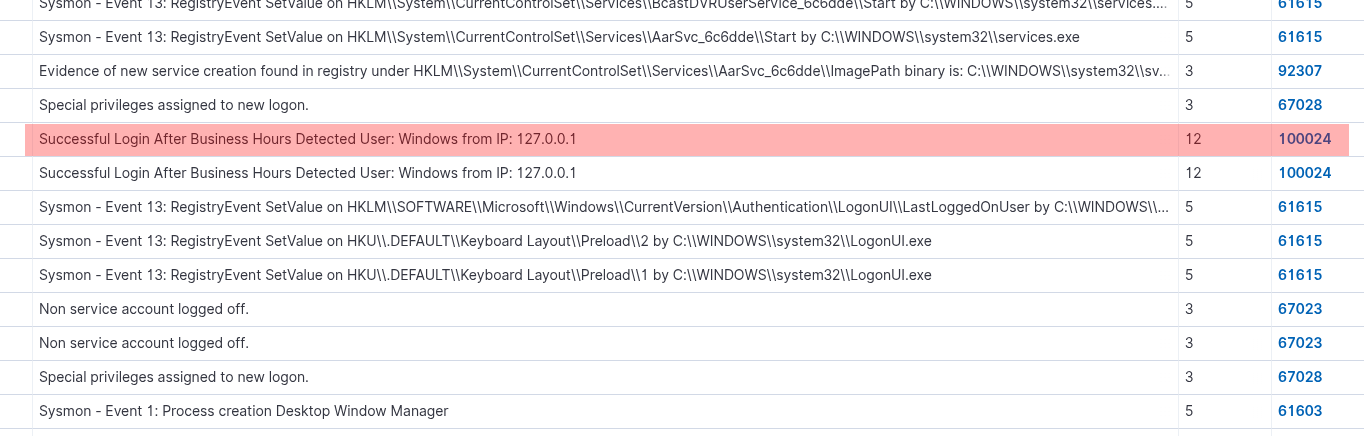 Sysmon - Event 13: RegistryEvent SetValue on HKLM\\System\\CurrentControlSet\\Services\\BcastDVRUserService_6c6dde\\Start by C:\\WINDOWS\\system32\\services.... 5 61615
Sysmon - Event 13: RegistryEvent SetValue on HKLM\\System\\CurrentControlSet\\Services\\AarSvc_6c6dde\\Start by C:\\WINDOWS\\system32\\services.exe 5 61615
Evidence of new service creation found in registry under HKLM\\System\\CurrentControlSet\\Services\\AarSvc_6c6dde\\ImagePath binary is: C:\\WINDOWS\\system32\\sv... 3 92307
Special privileges assigned to new logon. 3 67028
Successful Login After Business Hours Detected User: Windows from IP: 127.0.0.1 12 100024
Successful Login After Business Hours Detected User: Windows from IP: 127.0.0.1 12 100024
Sysmon - Event 13: RegistryEvent SetValue on HKLM\\SOFTWARE\\Microsoft\\Windows\\CurrentVersion\\Authentication\\LogonUI\\LastLoggedOnUser by C:\\WINDOWS\\... 5 61615
Sysmon - Event 13: RegistryEvent SetValue on HKU\\.DEFAULT\\Keyboard Layout\\Preload\\2 by C:\\WINDOWS\\system32\\LogonUI.exe 5 61615
Sysmon - Event 13: RegistryEvent SetValue on HKU\\.DEFAULT\\Keyboard Layout\\Preload\\1 by C:\\WINDOWS\\system32\\LogonUI.exe 5 61615
Non service account logged off. 3 67023
Non service account logged off. 3 67023
Special privileges assigned to new logon. 3 67028
Sysmon - Event 1: Process creation Desktop Window Manager 5 61603